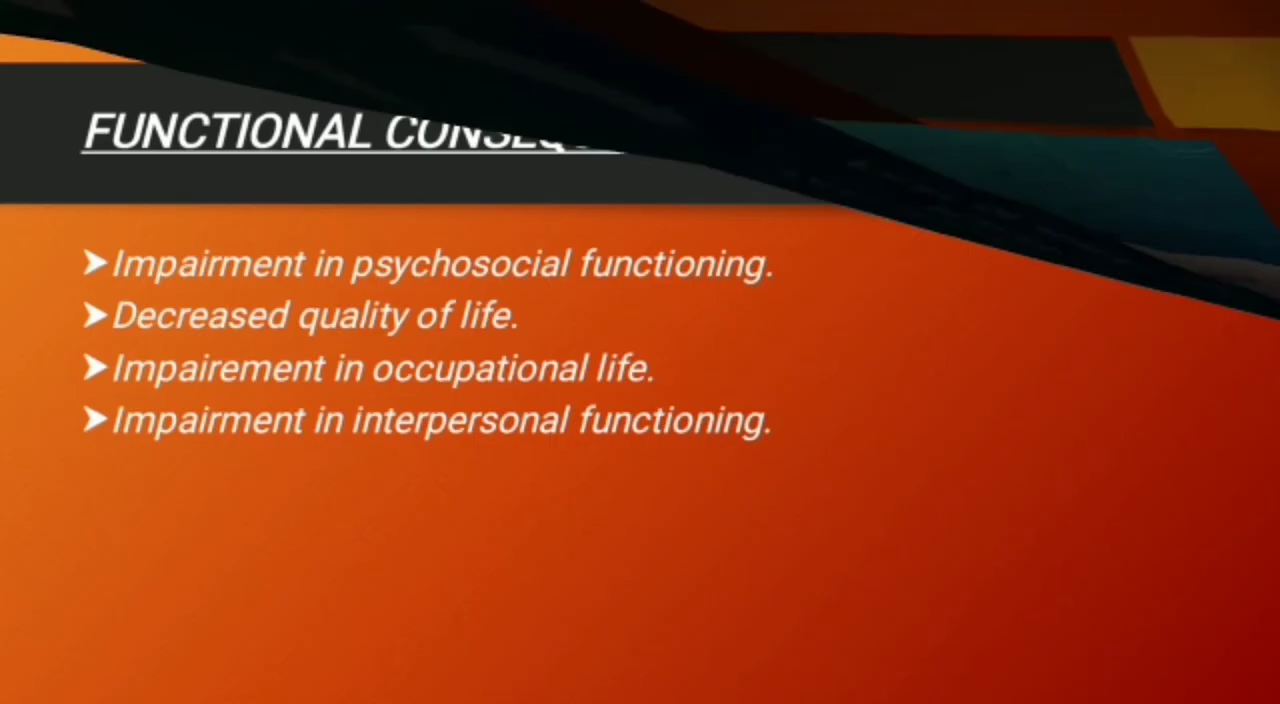 FUNCTIONAL
➤Impairment in psychosocial functioning.
➤Decreased quality of life.
➤Impairement in occupational life.
➤Impairment in interpersonal functioning.